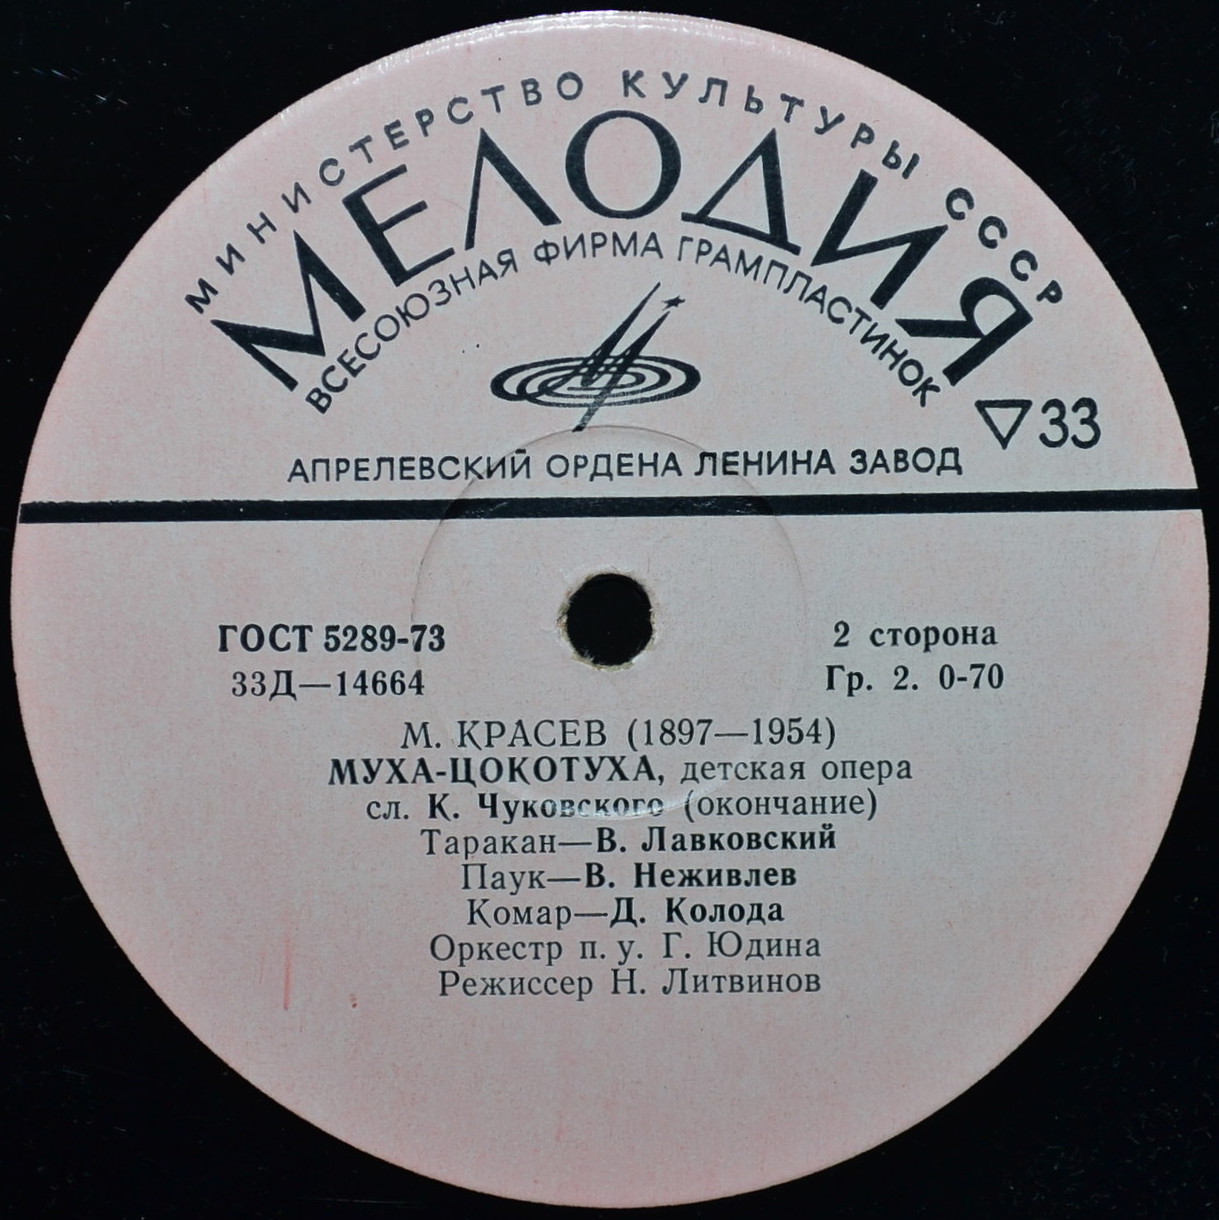 МИНИСТЕРСТВО КУЛЬТУРЫ СССР
МЕЛОДИЯ
ВСЕСОЮЗНАЯ ФИРМА ГРАМПЛАСТИНОК
▽33
АПРЕЛЕВСКИЙ ОРДЕНА ЛЕНИНА ЗАВОД
ГОСТ 5289-73
2 сторона
33Д—14664
Гр. 2. 0-70
М. КРАСЕВ (1897—1954)
МУХА-ЦОКОТУХА, детская опера
сл. К. Чуковского (окончание)
Таракан—В. Лавковский
Паук—В. Неживлев
Комар—Д. Колода
Оркестр п. у. Г. Юдина
Режиссер Н. Литвинов